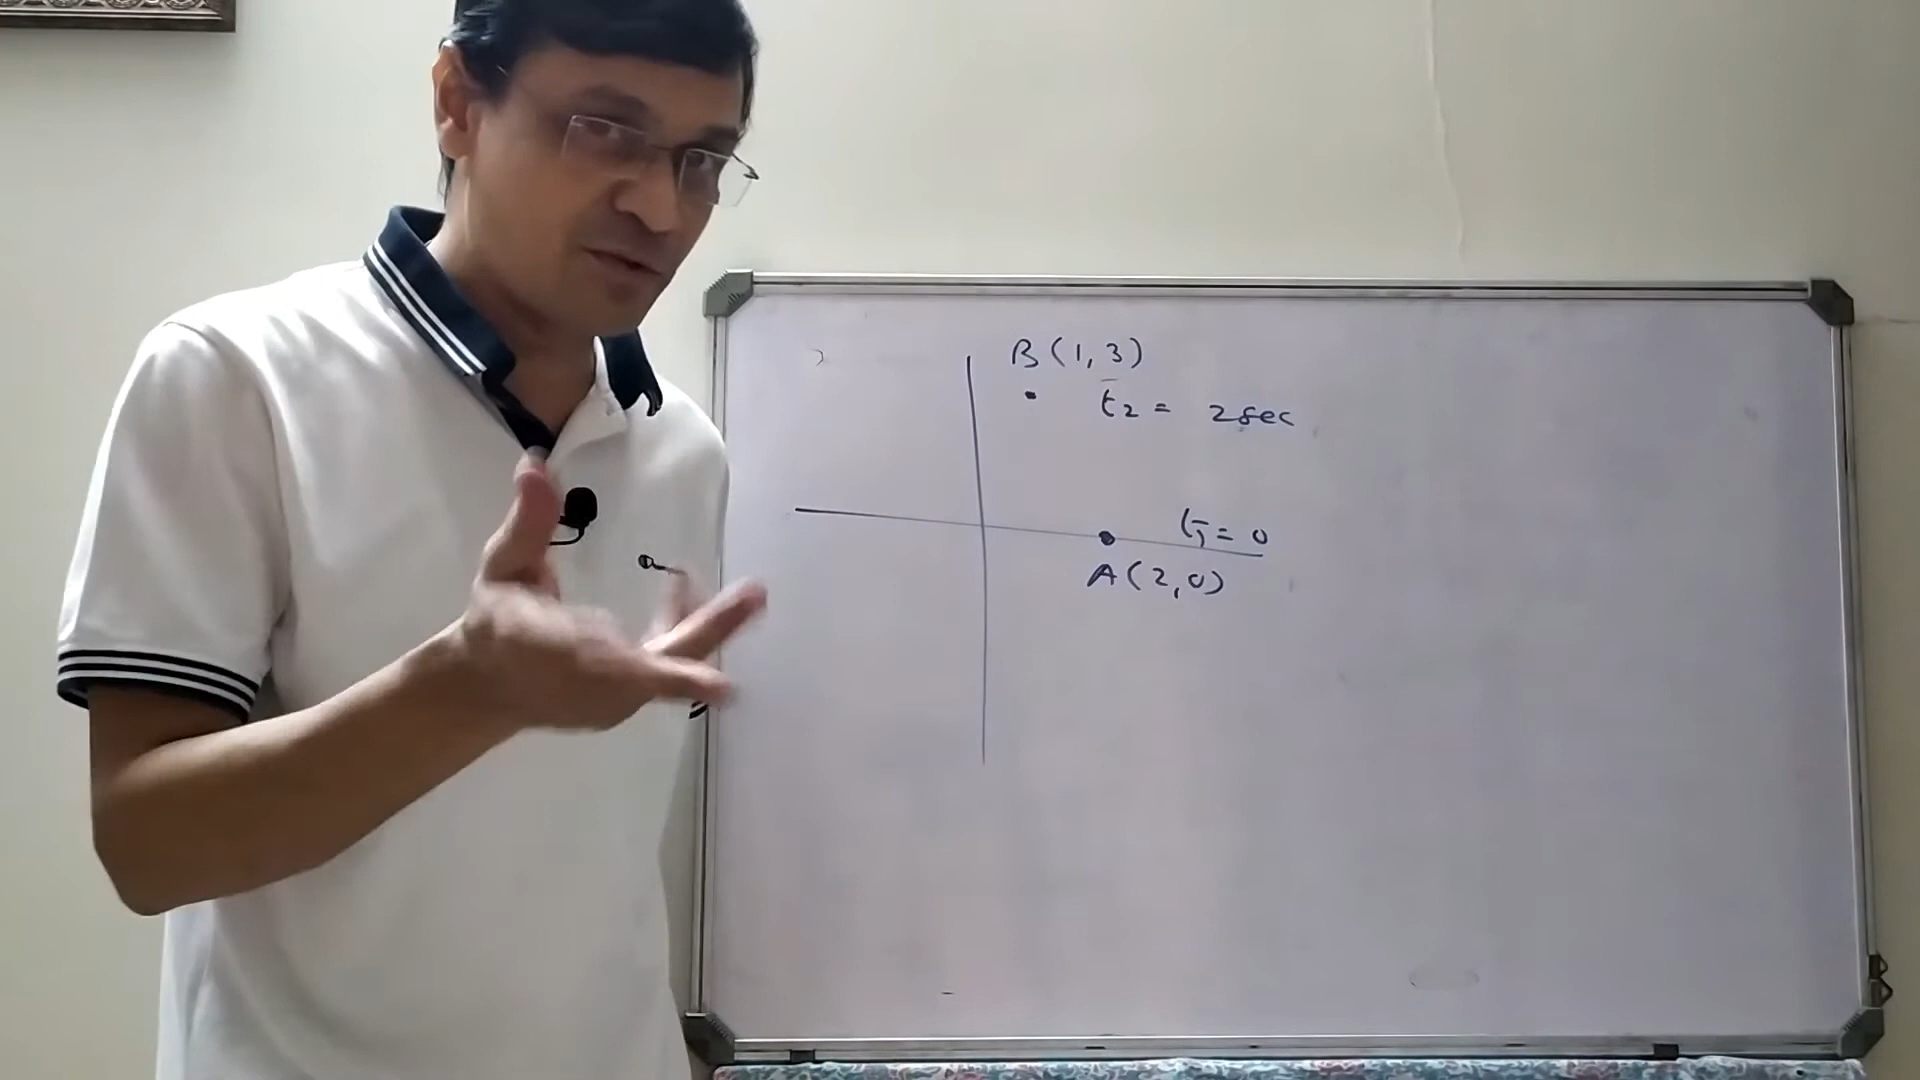 B(1,3)
t2 = 2sec
t1 = 0
A(2,0)